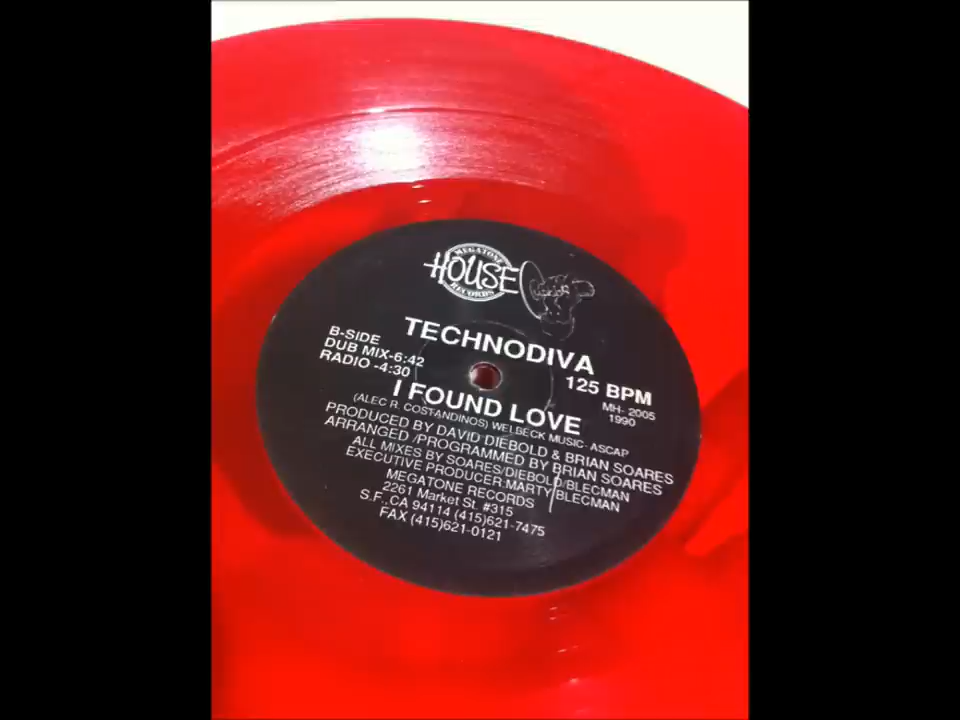 MEGATONE
HOUSE
RECORDS
TECHNODIVA
B-SIDE
DUB MIX-6:42
RADIO -4:30
125 BPM
MH- 2005
1990
I FOUND LOVE
(ALEC R. COSTANDINOS) WELBECK MUSIC- ASCAP
PRODUCED BY DAVID DIEBOLD & BRIAN SOARES
ARRANGED /PROGRAMMED BY BRIAN SOARES
ALL MIXES BY SOARES/DIEBOLD/BLECMAN
EXECUTIVE PRODUCER:MARTY BLECMAN
MEGATONE RECORDS
2261 Market St. #315
S.F.,CA 94114 (415)621-7475
FAX (415)621-0121